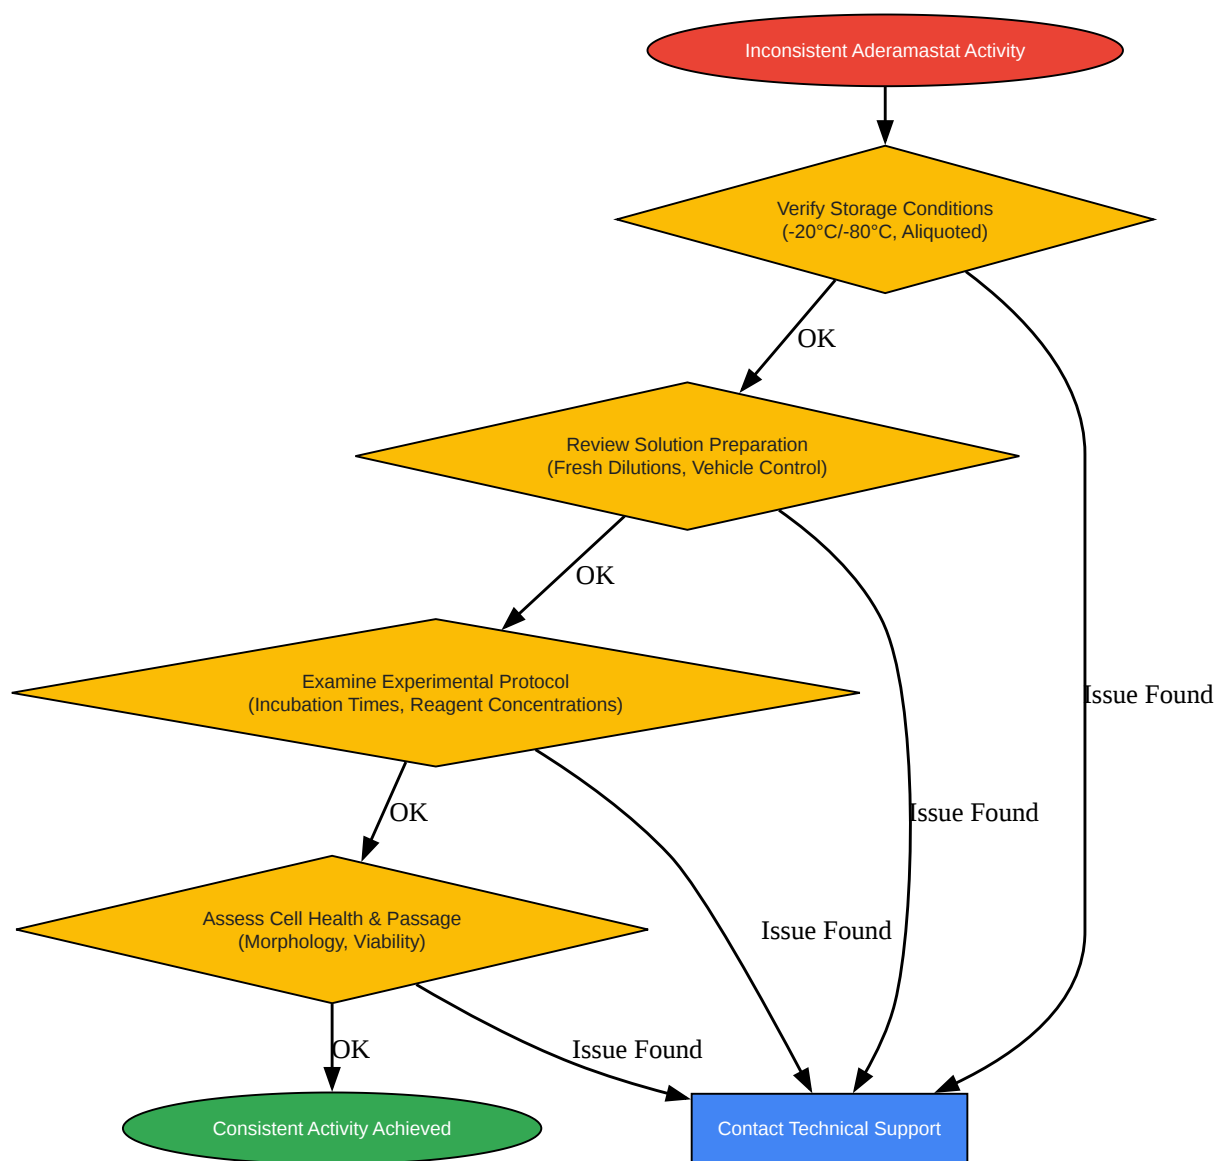 Inconsistent Aderamastat Activity
Verify Storage Conditions
(-20°C/-80°C, Aliquoted)
OK
Review Solution Preparation
(Fresh Dilutions, Vehicle Control)
OK
Examine Experimental Protocol
(Incubation Times, Reagent Concentrations)
Issue Found
OK
Issue Found
Assess Cell Health & Passage
(Morphology, Viability)
Issue Found
OK
Issue Found
Consistent Activity Achieved
Contact Technical Support